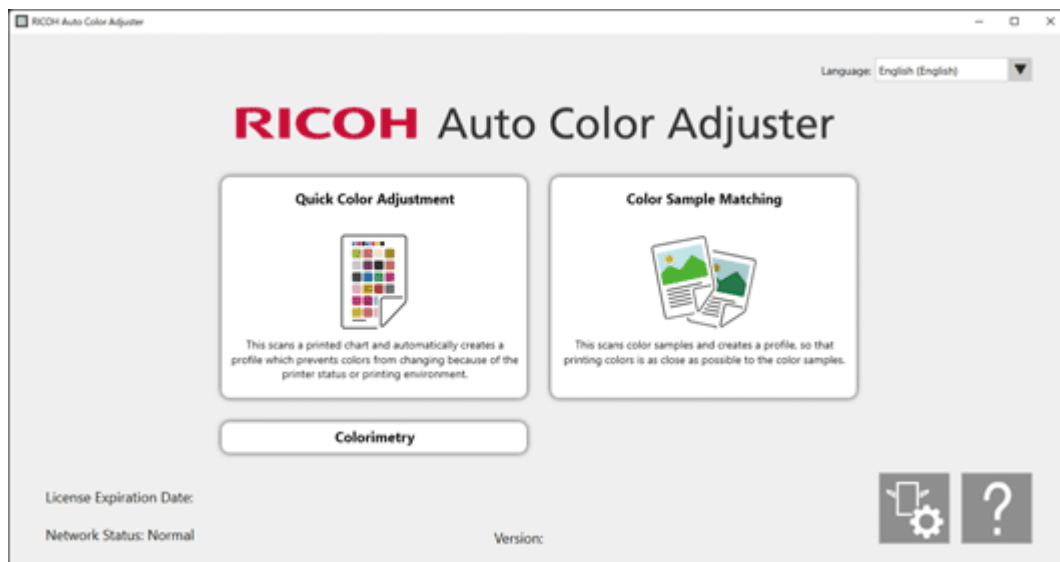 RICOH Auto Color Adjuster
Language: English (English)
RICOH Auto Color Adjuster
Quick Color Adjustment
This scans a printed chart and automatically creates a
profile which prevents colors from changing because of the
printer status or printing environment.
Color Sample Matching
This scans color samples and creates a profile, so that
printing colors is as close as possible to the color samples.
Colorimetry
License Expiration Date:
Network Status: Normal
Version:
?